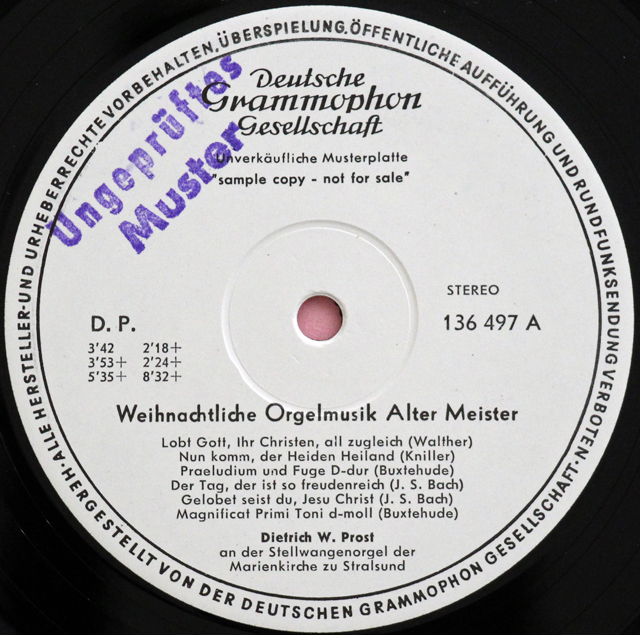 ALLE HERSTELLER- UND URHEBERRECHTE VORBEHALTEN, ÜBERSPIELUNG, ÖFFENTLICHE AUFFÜHRUNG UND RUNDFUNKSENDUNG VERBOTEN · HERGESTELLT VON DER DEUTSCHEN GRAMMOPHON GESELLSCHAFT ·
Deutsche
Grammophon
Gesellschaft
Ungeprüftes
Muster
Unverkäufliche Musterplatte
"sample copy - not for sale"
STEREO
D. P.
136 497 A
3'42 2'18+
3'53+ 2'24+
5'35+ 8'32+
Weihnachtliche Orgelmusik Alter Meister
Lobt Gott, Ihr Christen, all zugleich (Walther)
Nun komm, der Heiden Heiland (Kniller)
Praeludium und Fuge D-dur (Buxtehude)
Der Tag, der ist so freudenreich (J. S. Bach)
Gelobet seist du, Jesu Christ (J. S. Bach)
Magnificat Primi Toni d-moll (Buxtehude)
Dietrich W. Prost
an der Stellwangenorgel der
Marienkirche zu Stralsund